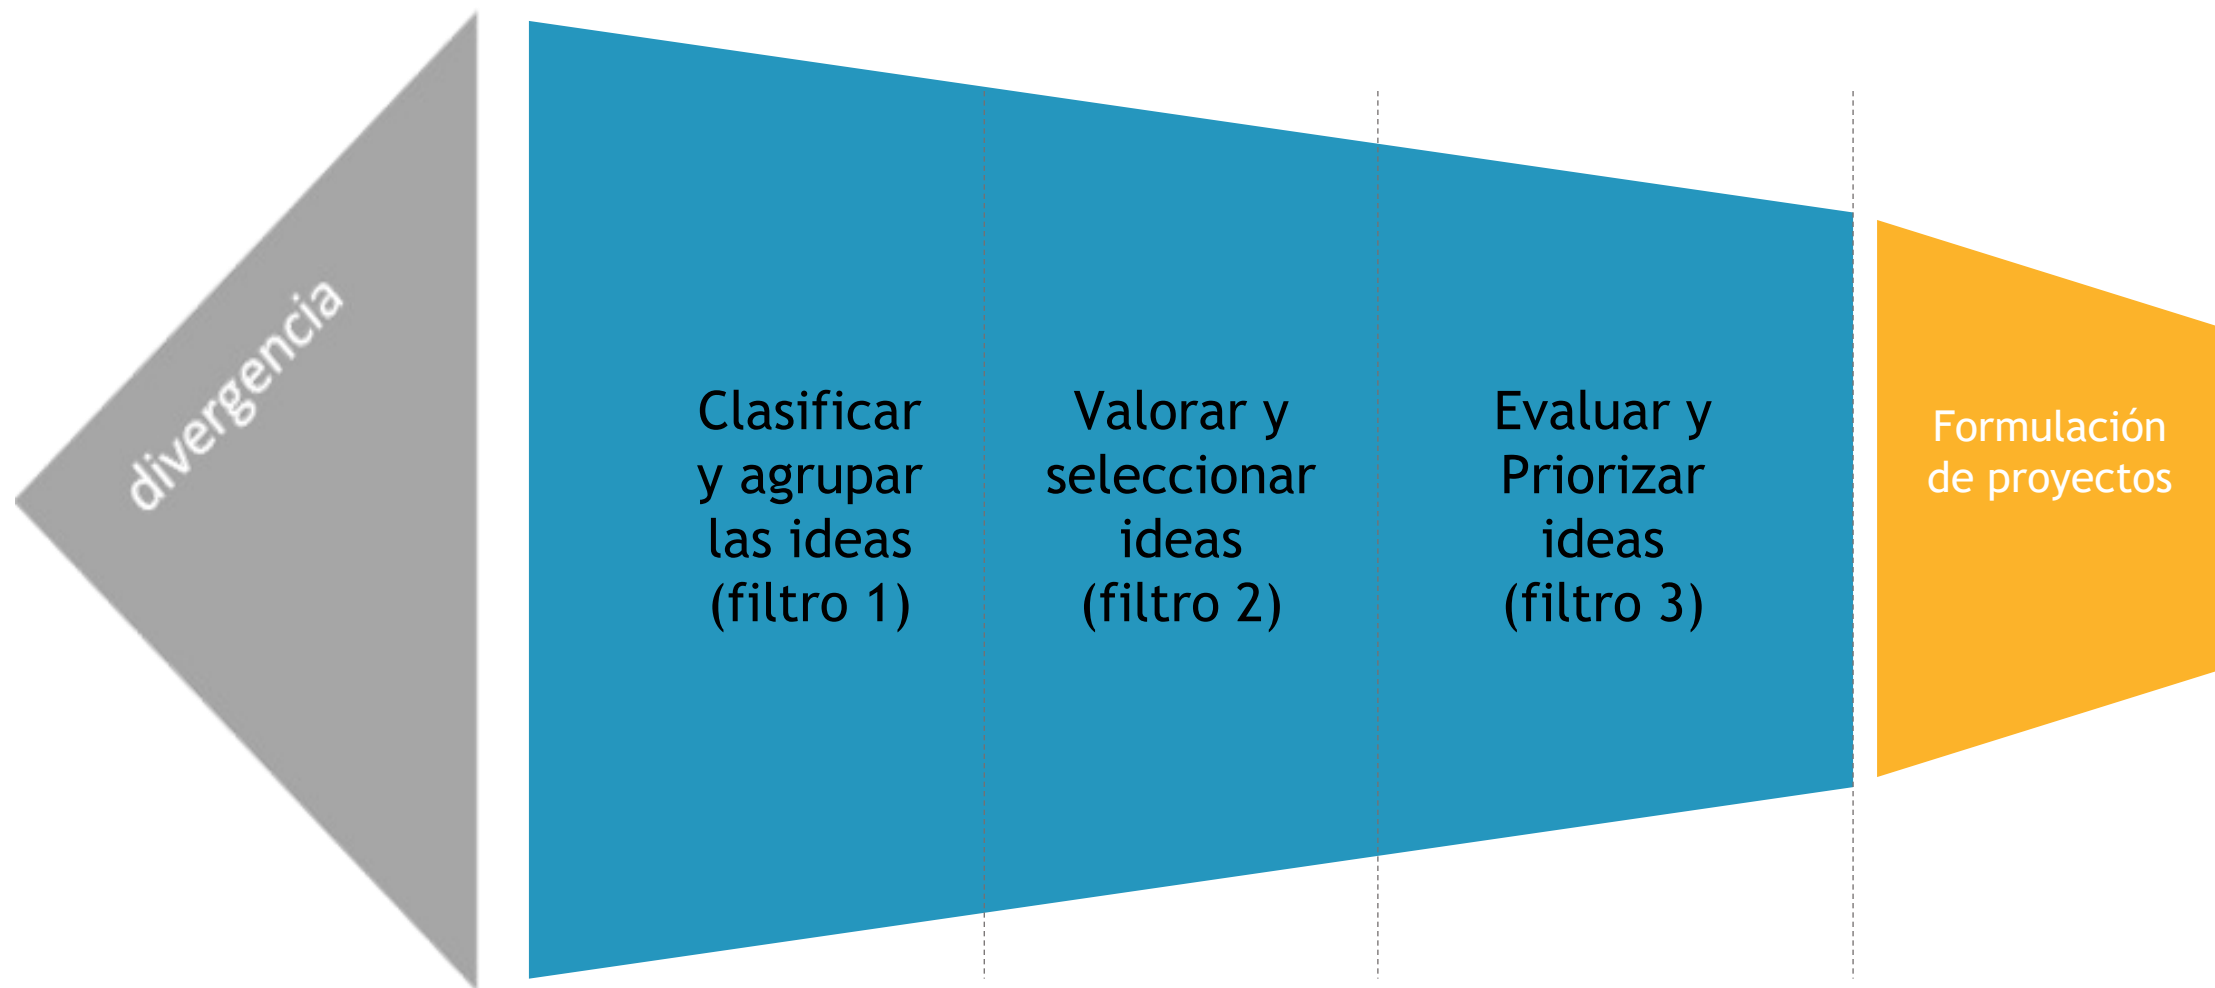 divergencia
Clasificar
y agrupar
las ideas
(filtro 1)
Valorar y
seleccionar
ideas
(filtro 2)
Evaluar y
Priorizar
ideas
(filtro 3)
Formulación
de proyectos